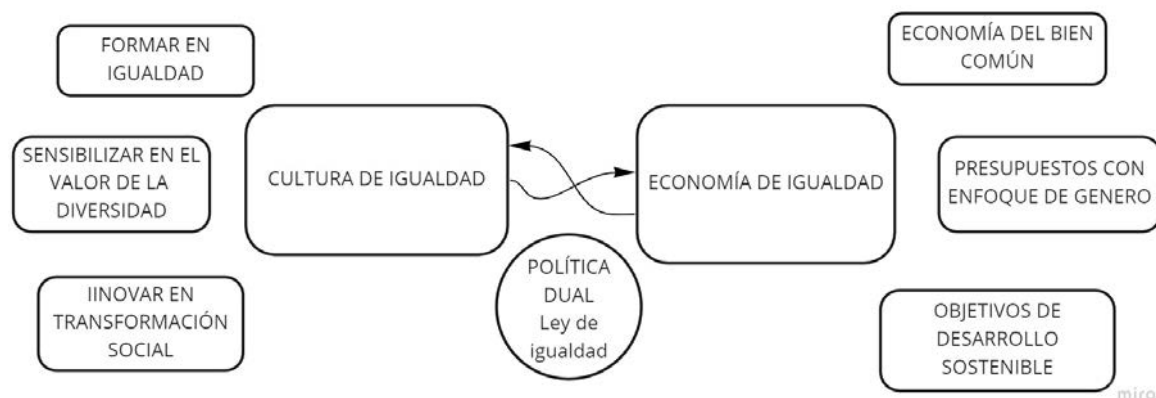 FORMAR EN
IGUALDAD
SENSIBILIZAR EN EL
VALOR DE LA
DIVERSIDAD
IINOVAR EN
TRANSFORMACIÓN
SOCIAL
CULTURA DE IGUALDAD
POLÍTICA
DUAL
Ley de
igualdad
ECONOMÍA DE IGUALDAD
ECONOMÍA DEL BIEN
COMÚN
PRESUPUESTOS CON
ENFOQUE DE GENERO
OBJETIVOS DE
DESARROLLO
SOSTENIBLE
miro